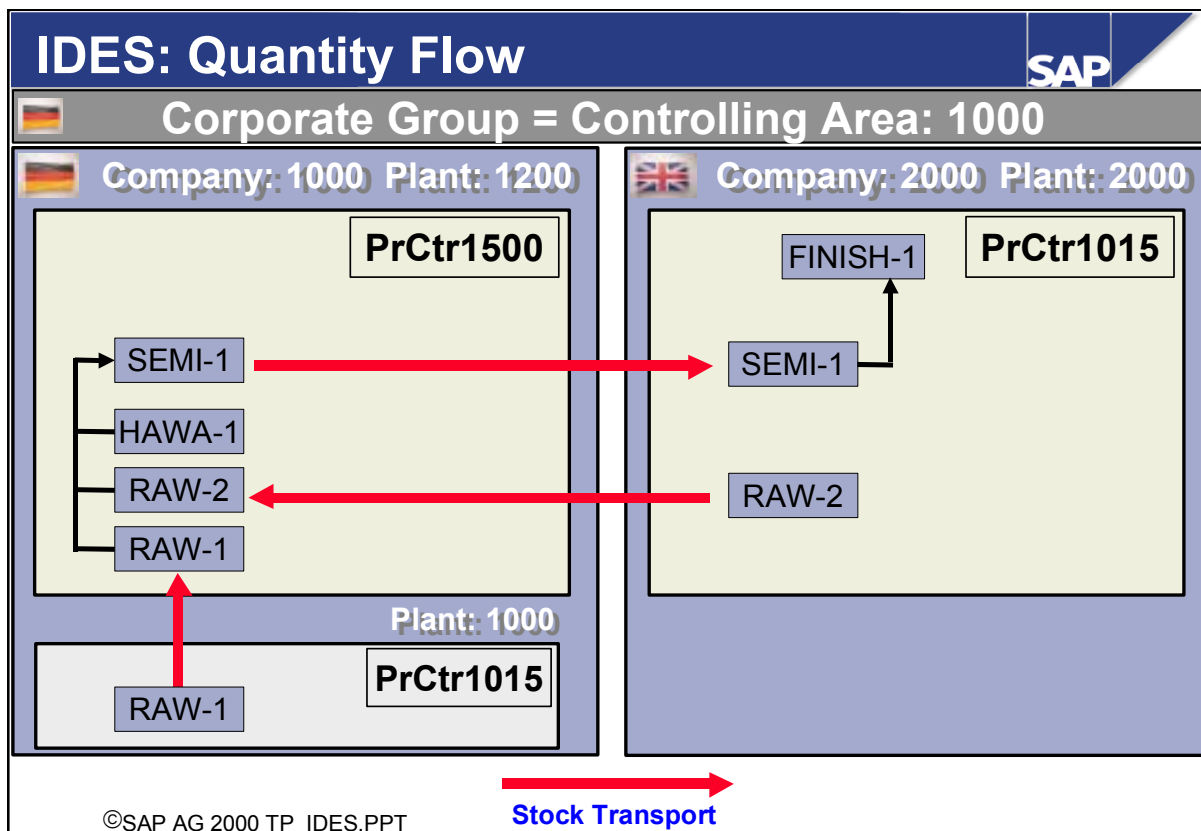 IDES: Quantity Flow
SAP
Corporate Group = Controlling Area: 1000
Company: 1000 Plant: 1200
PrCtr1500
SEMI-1
HAWA-1
RAW-2
RAW-1
Plant: 1000
PrCtr1015
RAW-1
Company: 2000 Plant: 2000
FINISH-1
PrCtr1015
SEMI-1
RAW-2
Stock Transport
©SAP AG 2000 TP_IDES.PPT